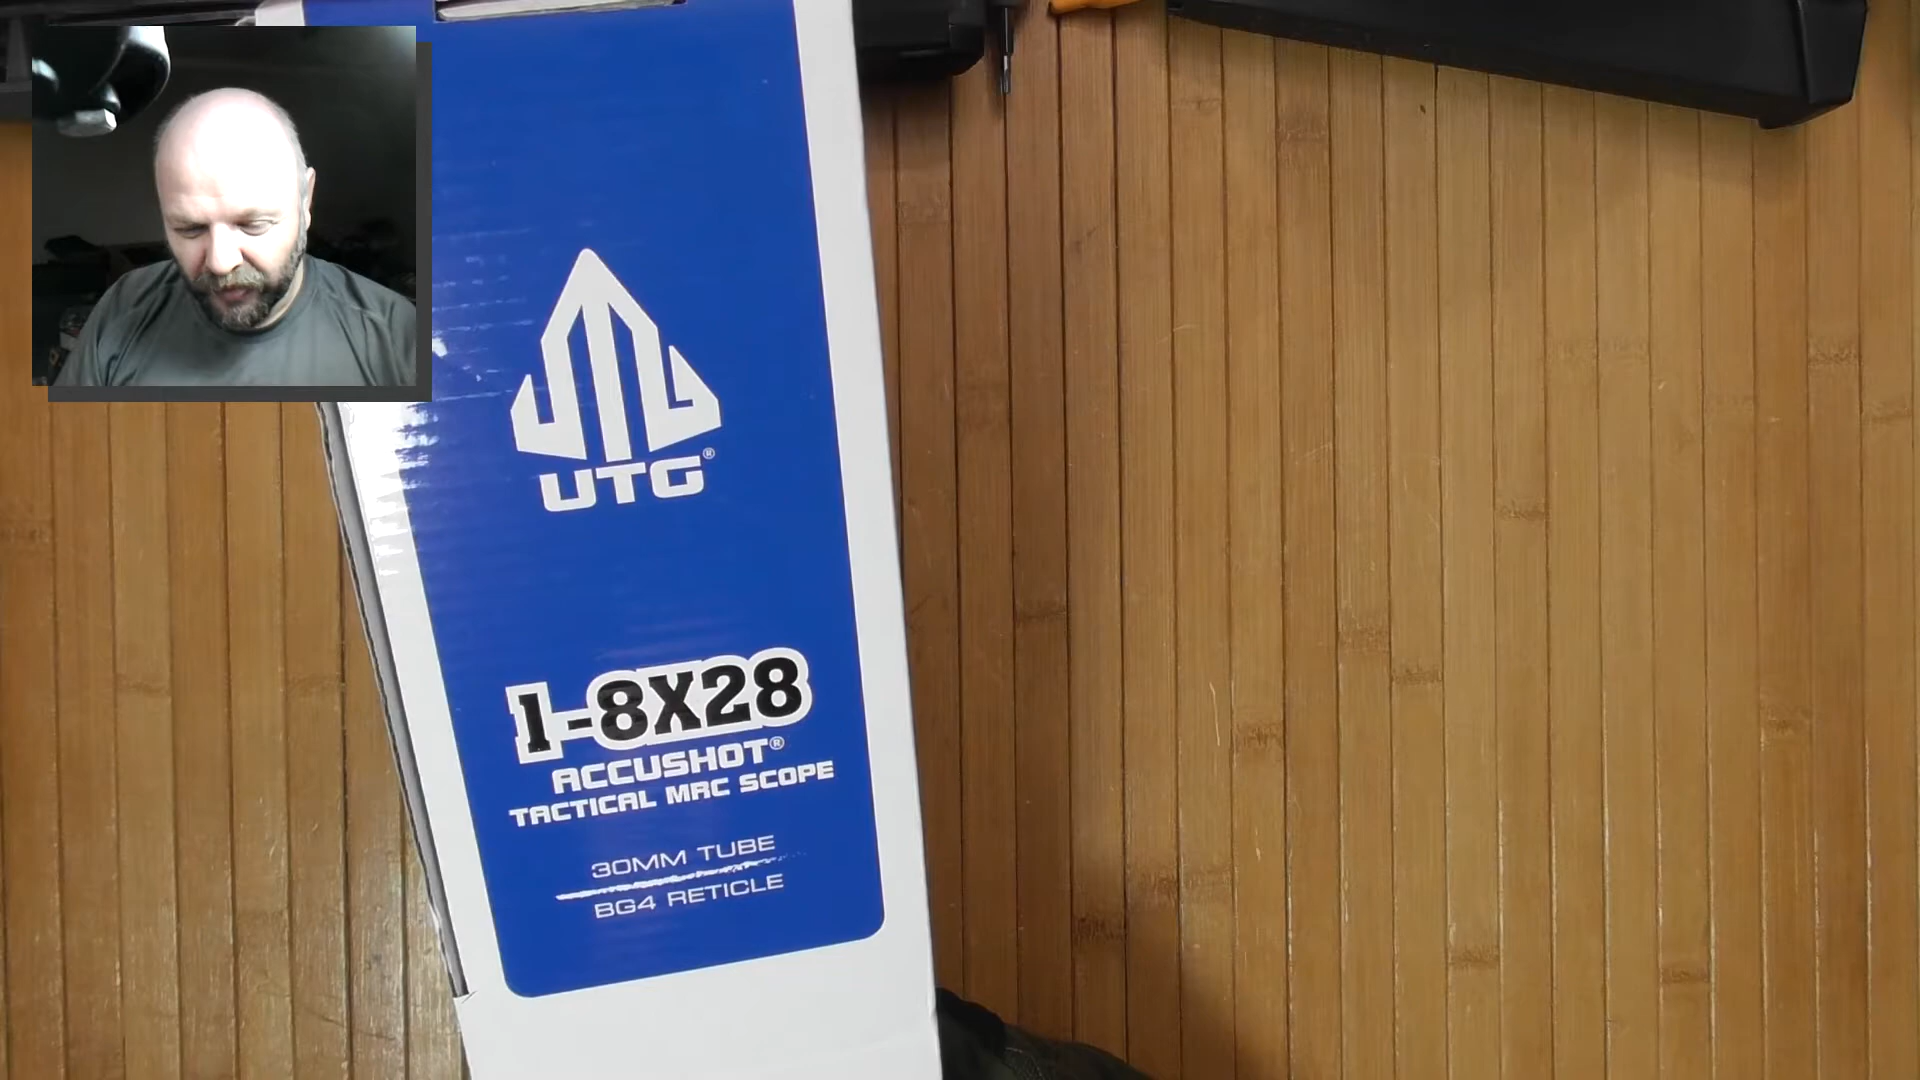 UTG®
1-8X28
ACCUSHOT®
TACTICAL MRC SCOPE
30MM TUBE
BG4 RETICLE